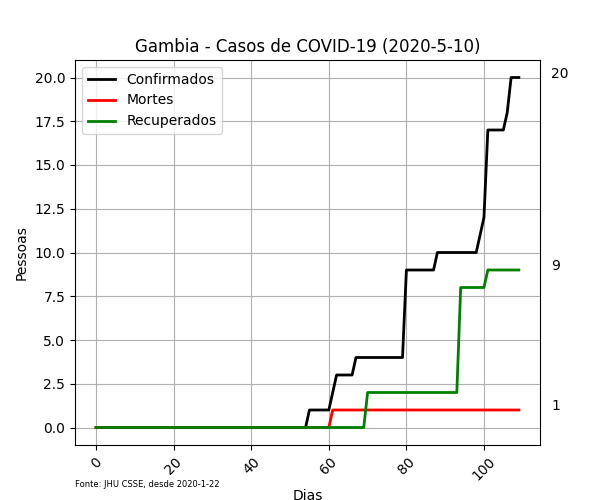 Gambia - Casos de COVID-19 (2020-5-10)
Confirmados
Mortes
Recuperados
20
9
1
Pessoas
20.0
17.5
15.0
12.5
10.0
7.5
5.0
2.5
0.0
0 20 40 60 80 100
Fonte: JHU CSSE, desde 2020-1-22
Dias